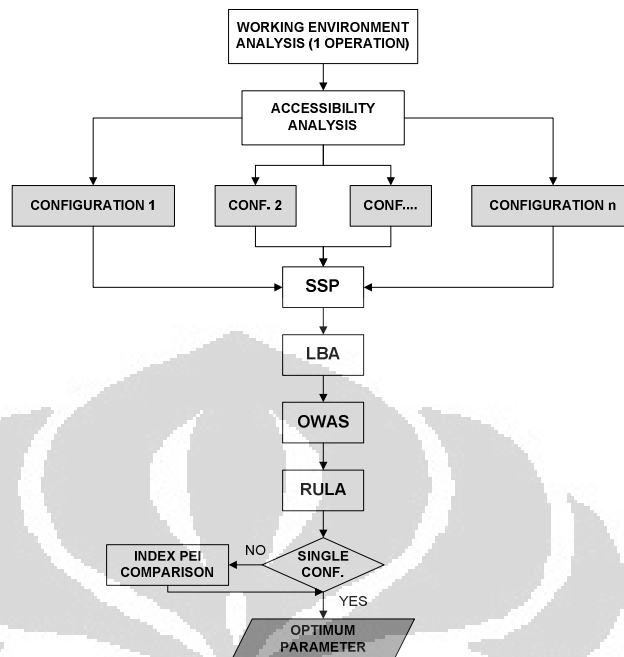 WORKING ENVIRONMENT
ANALYSIS (1 OPERATION)
ACCESSIBILITY
ANALYSIS
CONFIGURATION 1
CONF. 2
CONF....
CONFIGURATION n
SSP
LBA
OWAS
RULA
SINGLE
CONF.
NO
INDEX PEI
COMPARISON
YES
OPTIMUM
PARAMETER